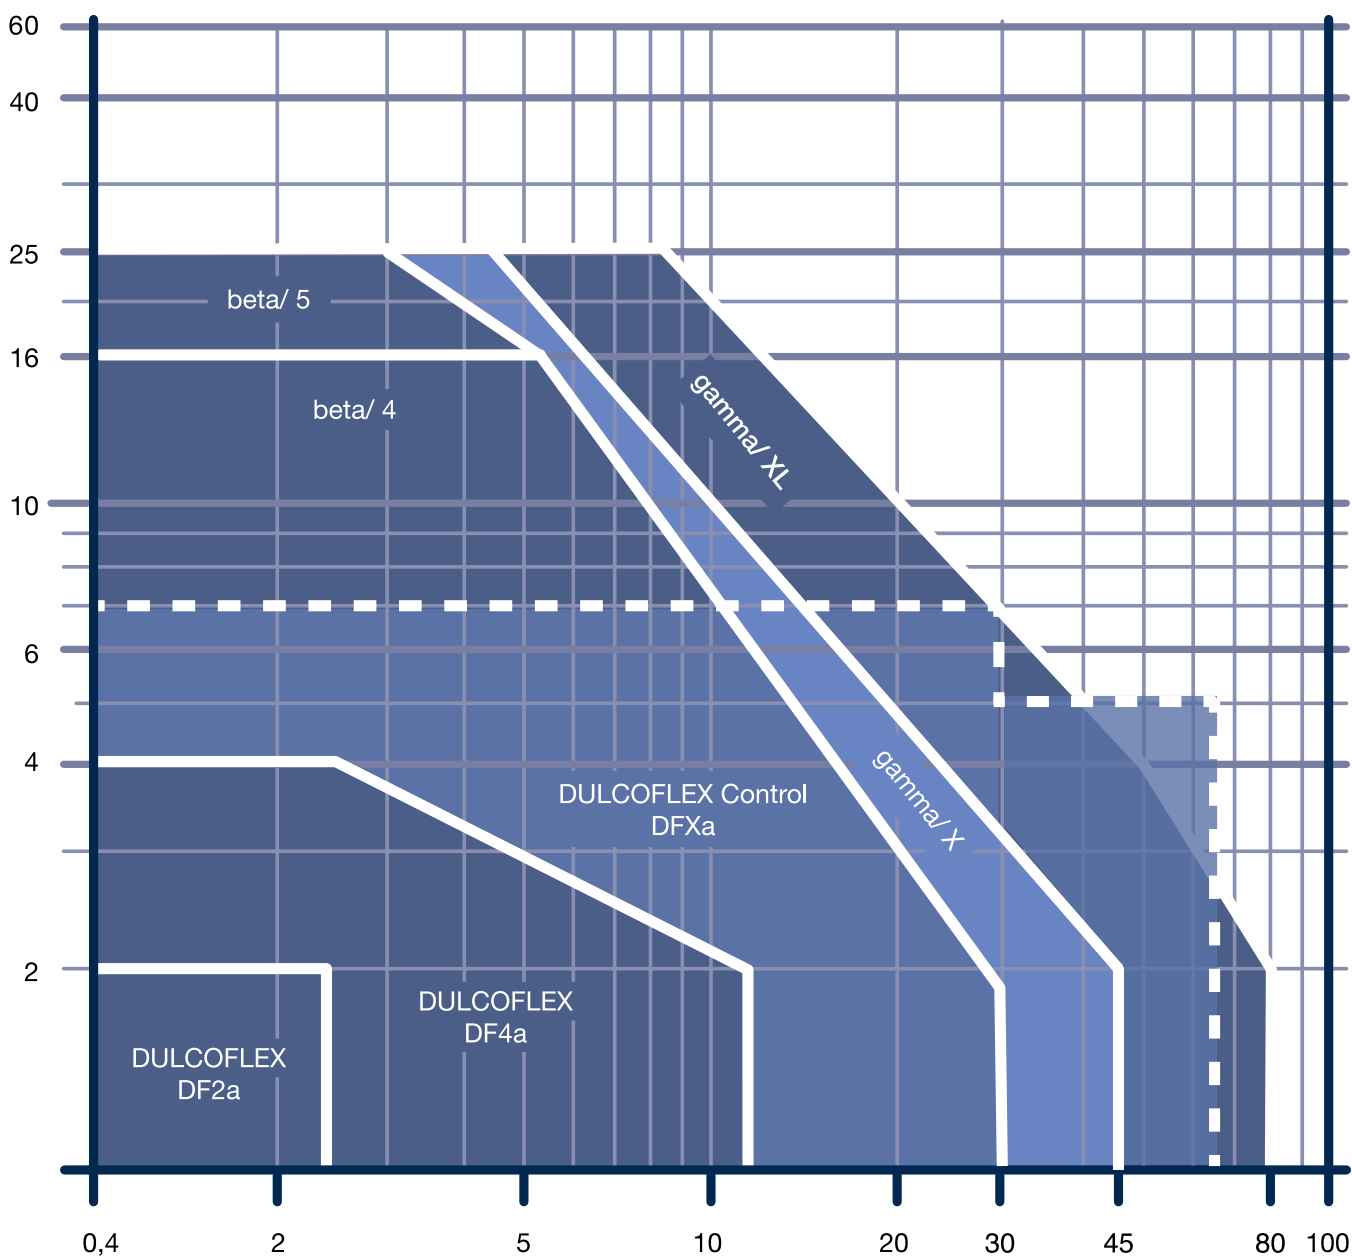 60
40
25
beta/ 5
16
gamma/ XL
beta/ 4
10
6
4
gamma/ X
DULCOFLEX Control
DFXa
2
DULCOFLEX
DF4a
DULCOFLEX
DF2a
0,4 2 5 10 20 30 45 80 100